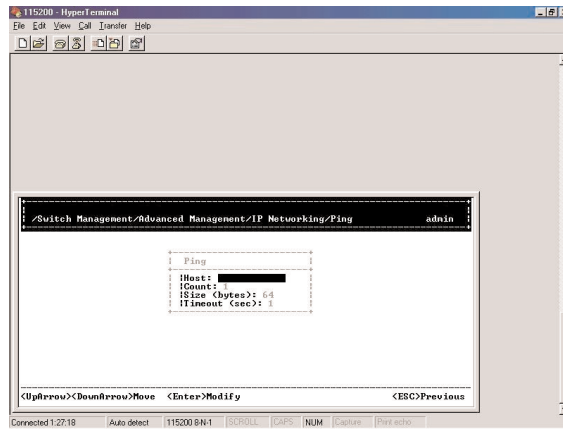 115200 - HyperTerminal
File Edit View Call Transfer Help
/Switch Management/Advanced Management/IP Networking/Ping admin
Ping
Host:
Count: 1
Size (bytes): 64
Timeout (sec): 1
<UpArrow><DownArrow>Move <Enter>Modify <ESC>Previous
Connected 1:27:18 Auto detect 115200 8-N-1 SCROLL CAPS NUM Capture Print echo